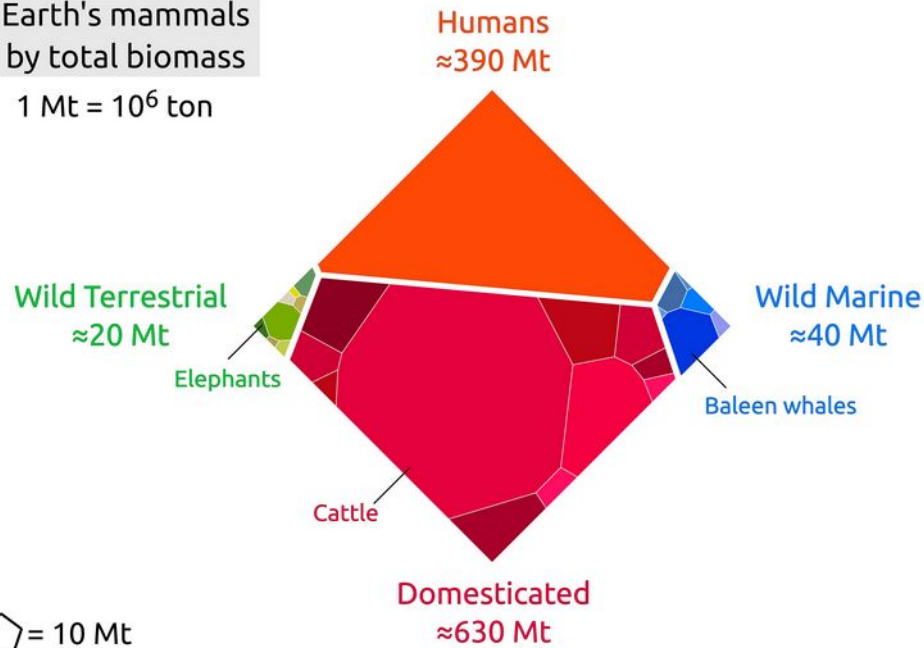 Earth's mammals
by total biomass
1 Mt = 10⁶ ton
Humans
≈390 Mt
Wild Terrestrial
≈20 Mt
Elephants
Wild Marine
≈40 Mt
Baleen whales
Cattle
Domesticated
≈630 Mt
= 10 Mt